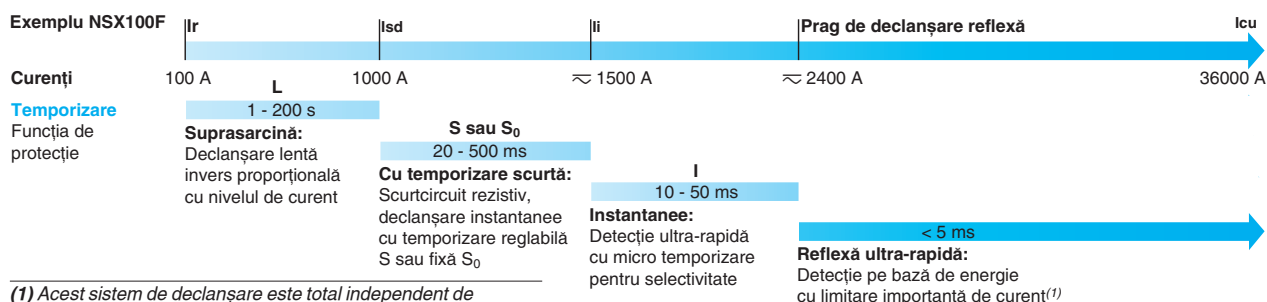 Exemplu NSX100F
Ir
Isd
Ii
Prag de declanșare reflexă
Icu
Curenți
100 A
1000 A
≂ 1500 A
≂ 2400 A
36000 A
Temporizare
Funcția de
protecție
L
1 - 200 s
Suprasarcină:
Declanșare lentă
invers proporțională
cu nivelul de curent
S sau S₀
20 - 500 ms
Cu temporizare scurtă:
Scurtcircuit rezistiv,
declanșare instantanee
cu temporizare reglabilă
S sau fixă S₀
I
10 - 50 ms
Instantanee:
Detecție ultra-rapidă
cu micro temporizare
pentru selectivitate
< 5 ms
Reflexă ultra-rapidă:
Detecție pe bază de energie
cu limitare importantă de curent(1)
(1) Acest sistem de declanșare este total independent de